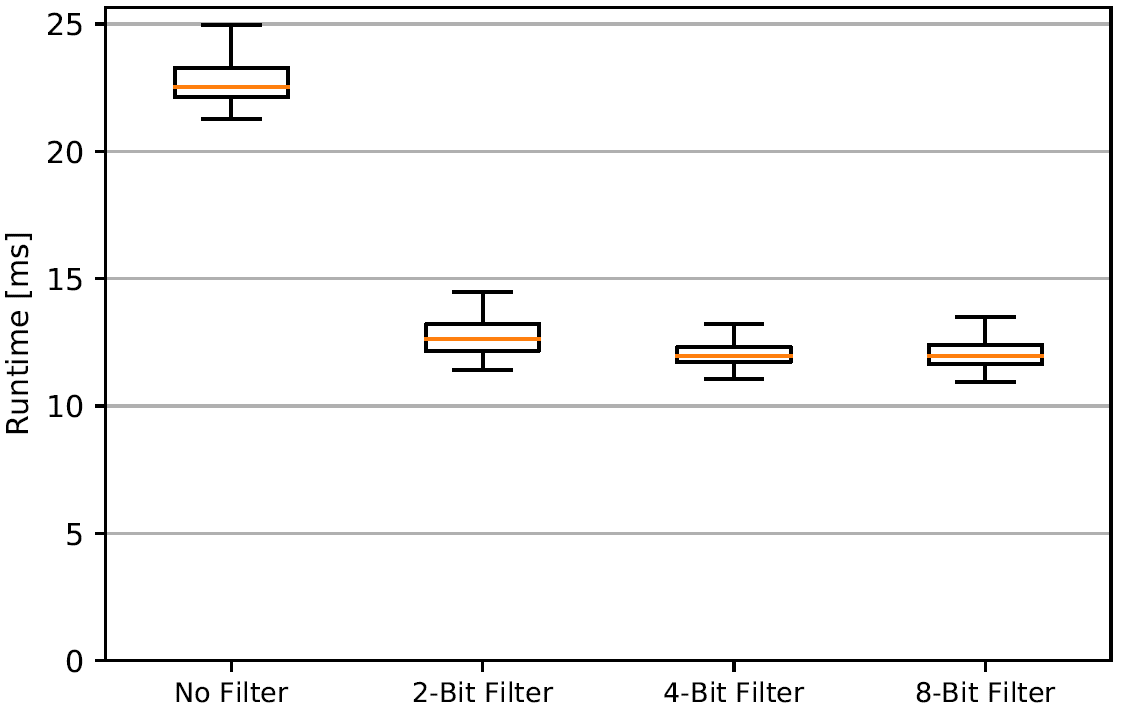 25
20
15
10
5
0
Runtime [ms]
No Filter
2-Bit Filter
4-Bit Filter
8-Bit Filter